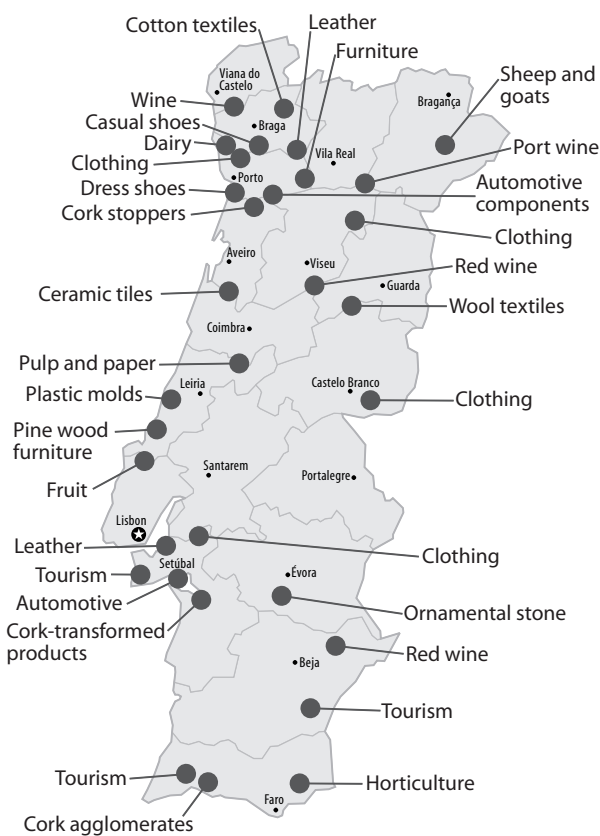 Cotton textiles
Leather
Furniture
Viana do
Castelo
Sheep and
goats
Wine
Bragança
Casual shoes
Braga
Dairy
Vila Real
Port wine
Clothing
Porto
Dress shoes
Automotive
components
Cork stoppers
Clothing
Aveiro
Viseu
Red wine
Guarda
Ceramic tiles
Wool textiles
Coimbra
Pulp and paper
Leiria
Castelo Branco
Plastic molds
Clothing
Pine wood
furniture
Santarem
Portalegre
Fruit
Lisbon
Leather
Clothing
Setúbal
Tourism
Évora
Automotive
Ornamental stone
Cork-transformed
products
Red wine
Beja
Tourism
Tourism
Horticulture
Faro
Cork agglomerates